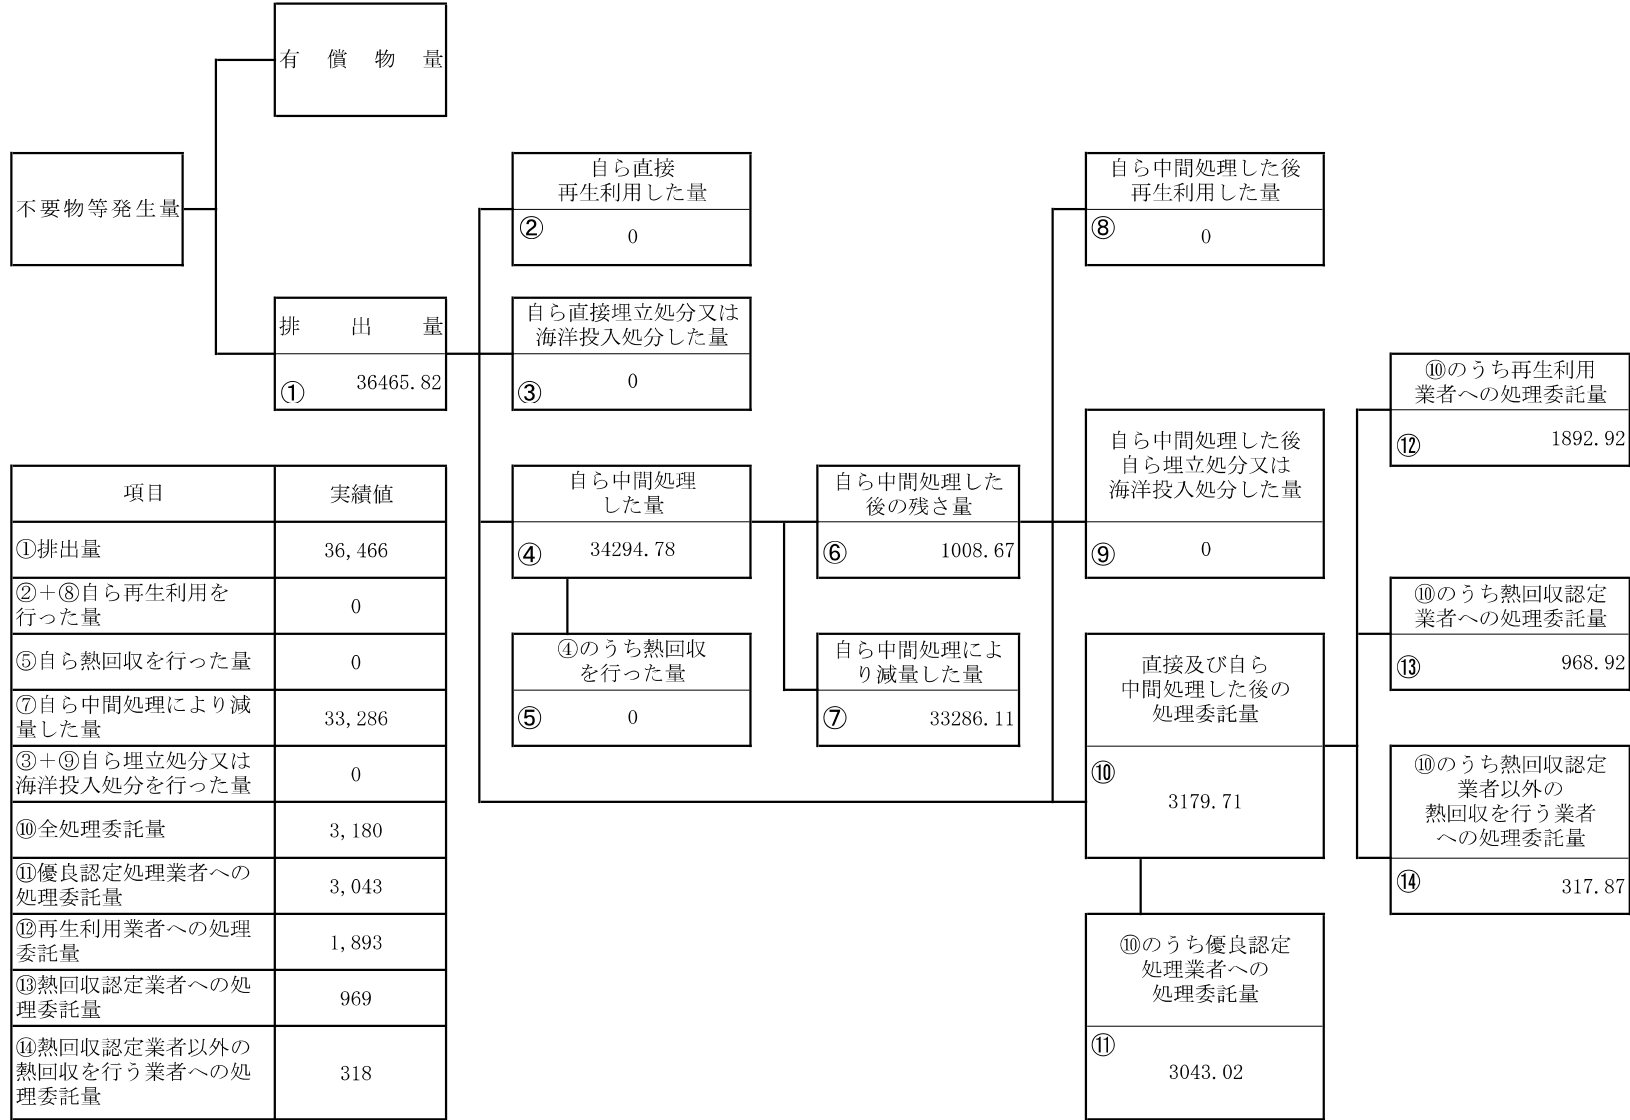 有償物量
不要物等発生量
排出量
①
36465.82
自ら直接
再生利用した量
②
0
自ら直接埋立処分又は
海洋投入処分した量
③
0
自ら中間処理
した量
④
34294.78
④のうち熱回収
を行った量
⑤
0
自ら中間処理した
後の残さ量
⑥
1008.67
自ら中間処理によ
り減量した量
⑦
33286.11
自ら中間処理した後
再生利用した量
⑧
0
自ら中間処理した後
自ら埋立処分又は
海洋投入処分した量
⑨
0
直接及び自ら
中間処理した後の
処理委託量
⑩
3179.71
⑩のうち優良認定
処理業者への
処理委託量
⑪
3043.02
⑩のうち再生利用
業者への処理委託量
⑫
1892.92
⑩のうち熱回収認定
業者への処理委託量
⑬
968.92
⑩のうち熱回収認定
業者以外の
熱回収を行う業者
への処理委託量
⑭
317.87
項目 実績値
①排出量 36,466
②＋⑧自ら再生利用を
行った量
0
⑤自ら熱回収を行った量 0
⑦自ら中間処理により減
量した量
33,286
③＋⑨自ら埋立処分又は
海洋投入処分を行った量
0
⑩全処理委託量 3,180
⑪優良認定処理業者への
処理委託量
3,043
⑫再生利用業者への処理
委託量
1,893
⑬熱回収認定業者への処
理委託量
969
⑭熱回収認定業者以外の
熱回収を行う業者への処
理委託量
318